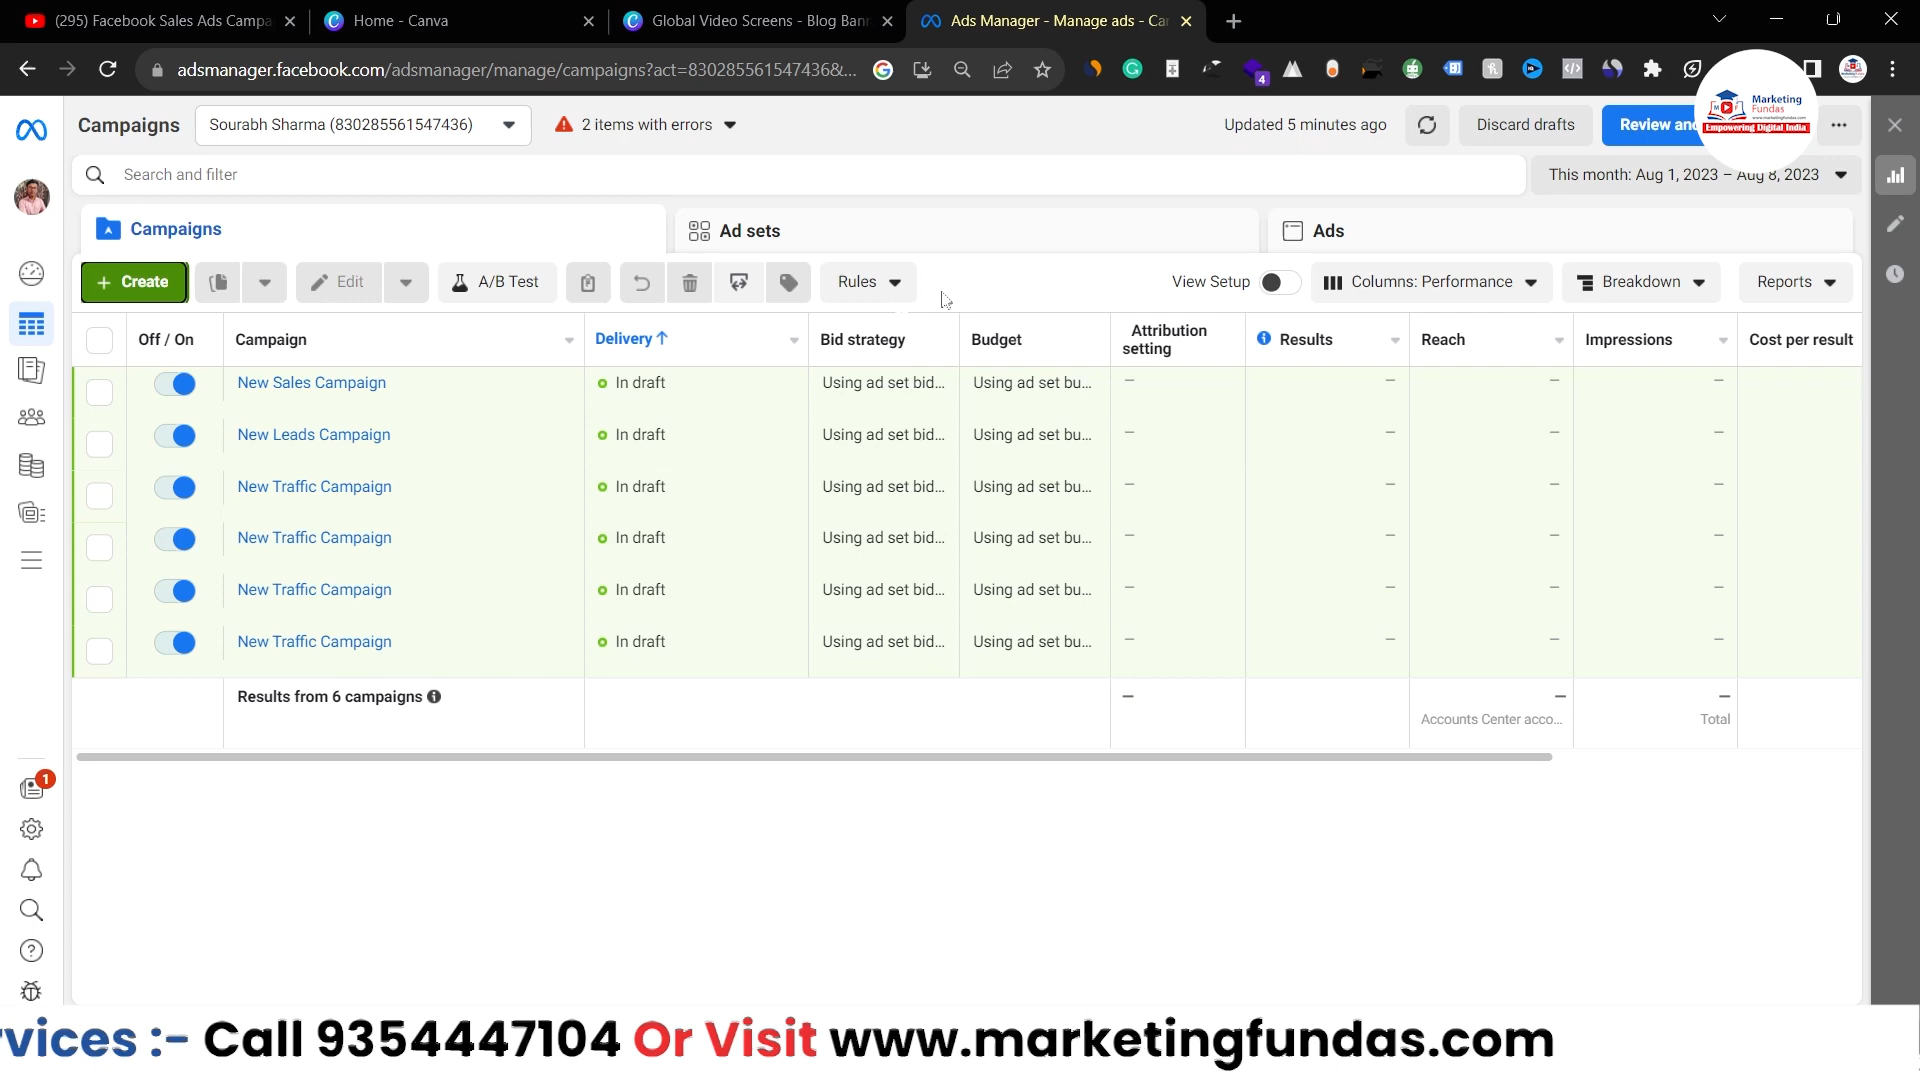 (295) Facebook Sales Ads Campa
Home - Canva
Global Video Screens - Blog Bann
Ads Manager - Manage ads - Ca
adsmanager.facebook.com/adsmanager/manage/campaigns?act=830285561547436&...
4
Campaigns
Sourabh Sharma (830285561547436)
2 items with errors
Updated 5 minutes ago
Discard drafts
Review and
Marketing
Fundas
www.marketingfundas.com
Empowering Digital India
Search and filter
This month: Aug 1, 2023 – Aug 8, 2023
Campaigns
Ad sets
Ads
+ Create
Edit
A/B Test
Rules
View Setup
Columns: Performance
Breakdown
Reports
Off / On
Campaign
Delivery ↑
Bid strategy
Budget
Attribution
setting
Results
Reach
Impressions
Cost per result
New Sales Campaign In draft Using ad set bid... Using ad set bu... – – – –
New Leads Campaign In draft Using ad set bid... Using ad set bu... – – – –
New Traffic Campaign In draft Using ad set bid... Using ad set bu... – – – –
New Traffic Campaign In draft Using ad set bid... Using ad set bu... – – – –
New Traffic Campaign In draft Using ad set bid... Using ad set bu... – – – –
New Traffic Campaign In draft Using ad set bid... Using ad set bu... – – – –
Results from 6 campaigns – – –
Accounts Center acco... Total
1
rvices :- Call 9354447104 Or Visit www.marketingfundas.com